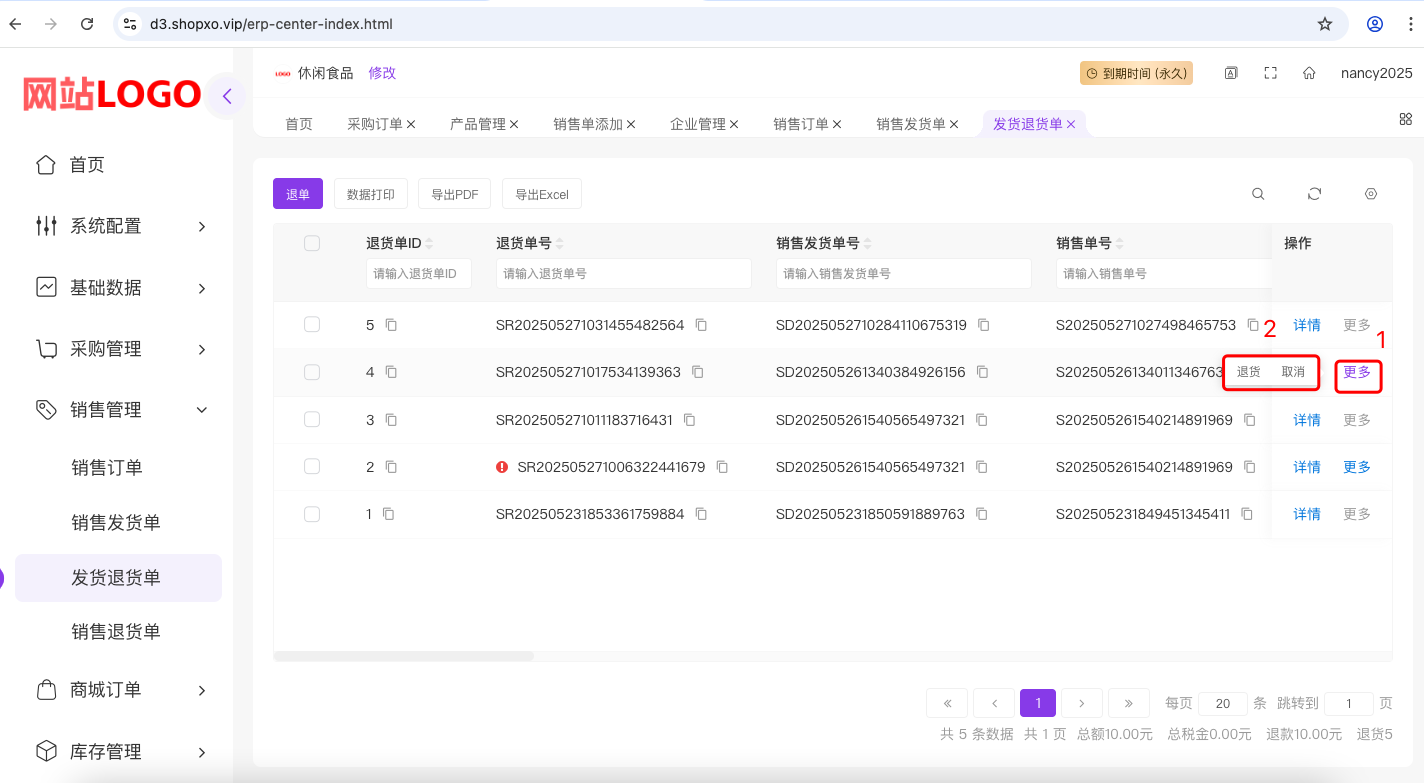 d3.shopxo.vip/erp-center-index.html
网站LOGO
LOGO 休闲食品 修改
到期时间 (永久) nancy2025
首页 采购订单 产品管理 销售单添加 企业管理 销售订单 销售发货单 发货退货单
首页
系统配置
基础数据
采购管理
销售管理
销售订单
销售发货单
发货退货单
销售退货单
商城订单
库存管理
退单 数据打印 导出PDF 导出Excel
退货单ID 退货单号 销售发货单号 销售单号 操作
请输入退货单ID 请输入退货单号 请输入销售发货单号 请输入销售单号
5 SR202505271031455482564 SD2025052710284110675319 S202505271027498465753 2 详情 更多 1
4 SR202505271017534139363 SD202505261340384926156 S20250526134011346763 退货 取消 更多
3 SR202505271011183716431 SD202505261540565497321 S202505261540214891969 详情 更多
2 SR202505271006322441679 SD202505261540565497321 S202505261540214891969 详情 更多
1 SR202505231853361759884 SD202505231850591889763 S202505231849451345411 详情 更多
« ‹ 1 › » 每页 20 条 跳转到 1 页
共 5 条数据 共 1 页 总额10.00元 总税金0.00元 退款10.00元 退货5